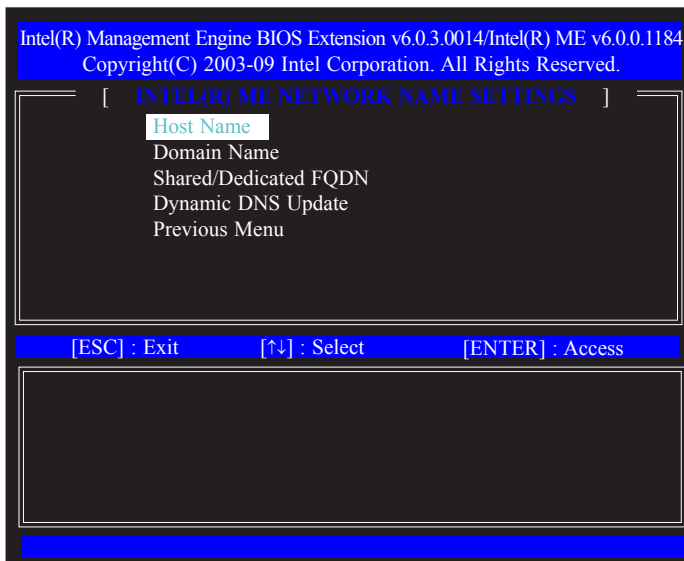 Intel(R) Management Engine BIOS Extension v6.0.3.0014/Intel(R) ME v6.0.0.1184
Copyright(C) 2003-09 Intel Corporation. All Rights Reserved.
[ INTEL(R) ME NETWORK NAME SETTINGS ]
Host Name
Domain Name
Shared/Dedicated FQDN
Dynamic DNS Update
Previous Menu
[ESC] : Exit [↑↓] : Select [ENTER] : Access